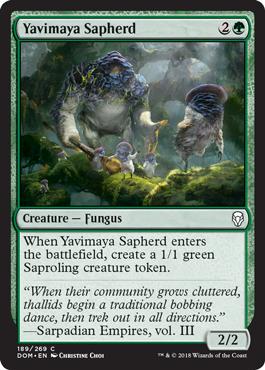 Yavimaya Sapherd 2
Creature — Fungus
When Yavimaya Sapherd enters
the battlefield, create a 1/1 green
Saproling creature token.
“When their community grows cluttered,
thallids begin a traditional bobbing
dance, then trek out in all directions.”
—Sarpadian Empires, vol. III
2/2
189/269 C
DOM • EN Christine Choi
™ & © 2018 Wizards of the Coast